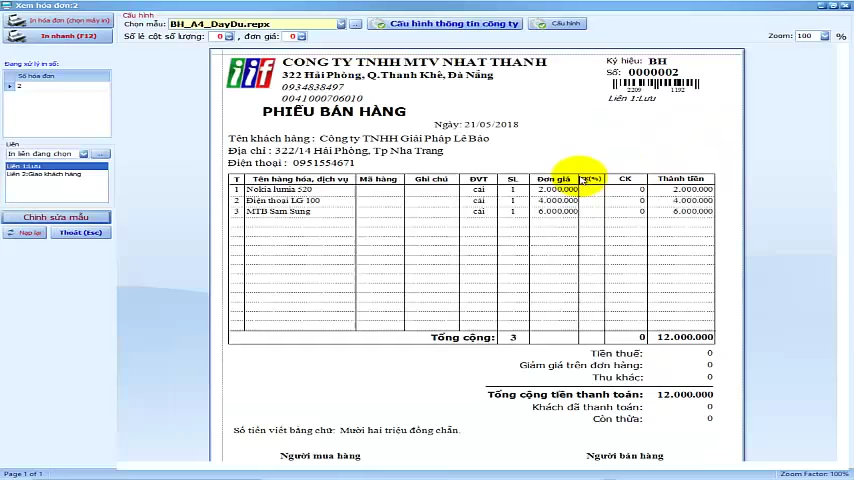 Xem hóa đơn:2
In hóa đơn (chọn máy in)
In nhanh (F12)
Đang xử lý in số:
Số hóa đơn
2
Liên
In liên đang chọn
Liên 1:Lưu
Liên 2:Giao khách hàng
Chỉnh sửa mẫu
Nạp lại
Thoát (Esc)
Cấu hình
Chọn mẫu: BH_A4_DayDu.repx
Cấu hình thông tin công ty
Cấu hình
Số lẻ cột số lượng: 0 , đơn giá: 0
Zoom: 100 %
iif
CÔNG TY TNHH MTV NHAT THANH
322 Hải Phòng, Q.Thanh Khê, Đà Nẵng
0934838497
0041000706010
Ký hiệu: BH
Số: 0000002
2209 1192
Liên 1:Lưu
PHIẾU BÁN HÀNG
Ngày: 21/05/2018
Tên khách hàng : Công ty TNHH Giải Pháp Lê Bảo
Địa chỉ : 322/14 Hải Phòng, Tp Nha Trang
Điện thoại : 0951554671
T Tên hàng hóa, dịch vụ Mã hàng Ghi chú ĐVT SL Đơn giá CK Thành tiền
1 Nokia lumia 520 cái 1 2.000.000 0 2.000.000
2 Điện thoại LG 100 cái 1 4.000.000 0 4.000.000
3 MTB Sam Sung cái 1 6.000.000 0 6.000.000
Tổng cộng: 3 0 12.000.000
Tiền thuế: 0
Giảm giá trên đơn hàng: 0
Thu khác: 0
Tổng cộng tiền thanh toán: 12.000.000
Khách đã thanh toán: 0
Còn thừa: 0
Số tiền viết bằng chữ: Mười hai triệu đồng chẵn.
Người mua hàng Người bán hàng
Page 1 of 1
Zoom Factor: 100%